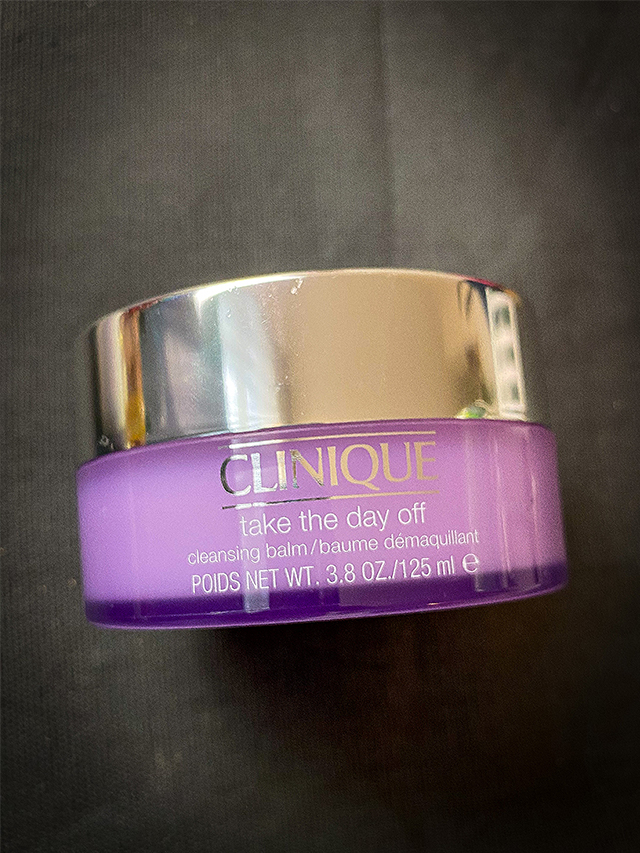 CLINIQUE
take the day off
cleansing balm/baume démaquillant
POIDS NET WT. 3.8 OZ./125 ml ℮